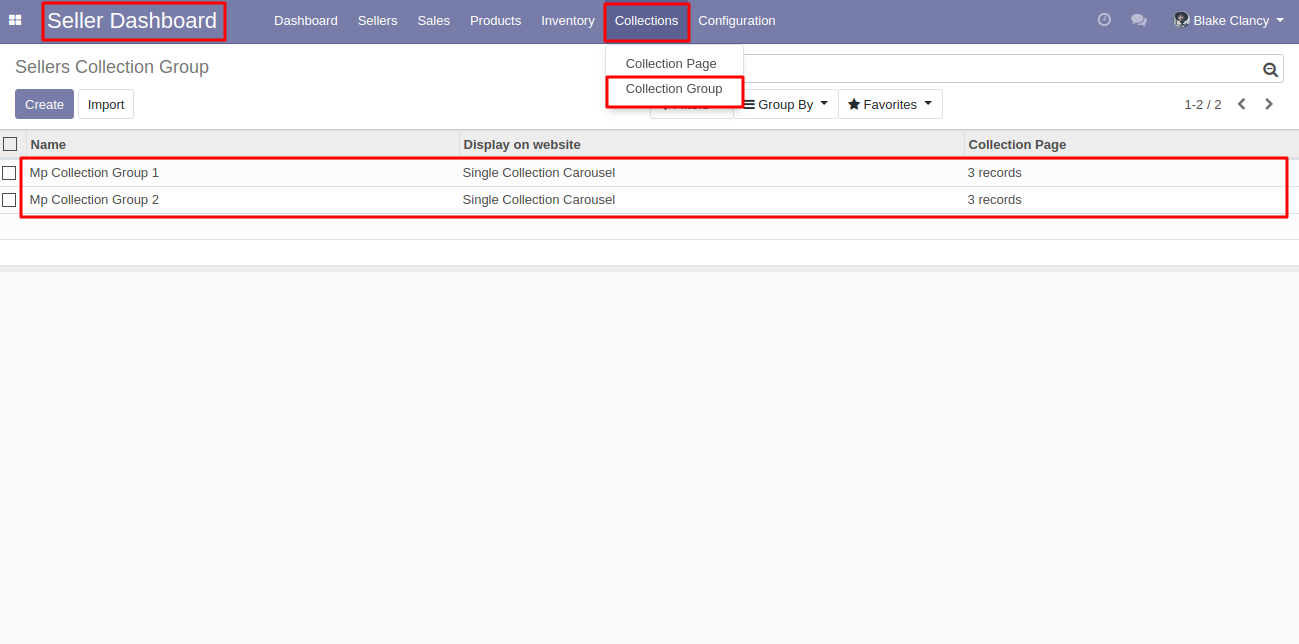 Seller Dashboard Dashboard Sellers Sales Products Inventory Collections Configuration Blake Clancy
Sellers Collection Group
Collection Page
Collection Group
Create Import
Group By Favorites 1-2 / 2
Name Display on website Collection Page
Mp Collection Group 1 Single Collection Carousel 3 records
Mp Collection Group 2 Single Collection Carousel 3 records